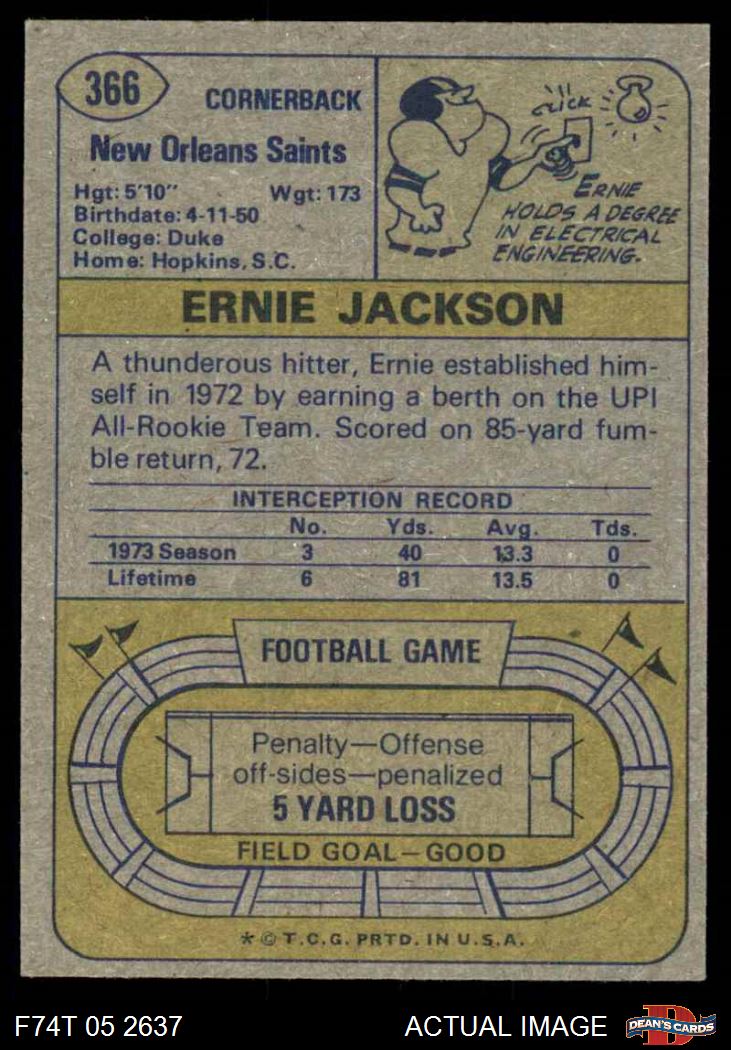 366
CORNERBACK
New Orleans Saints
Hgt: 5'10" Wgt: 173
Birthdate: 4-11-50
College: Duke
Home: Hopkins, S.C.
CLICK
ERNIE
HOLDS A DEGREE
IN ELECTRICAL
ENGINEERING.
ERNIE JACKSON
A thunderous hitter, Ernie established him-
self in 1972 by earning a berth on the UPI
All-Rookie Team. Scored on 85-yard fum-
ble return, 72.
INTERCEPTION RECORD
No. Yds. Avg. Tds.
1973 Season 3 40 13.3 0
Lifetime 6 81 13.5 0
FOOTBALL GAME
Penalty—Offense
off-sides—penalized
5 YARD LOSS
FIELD GOAL—GOOD
* © T.C.G. PRTD. IN U.S.A.
F74T 05 2637 ACTUAL IMAGE
D
DEAN'S CARDS